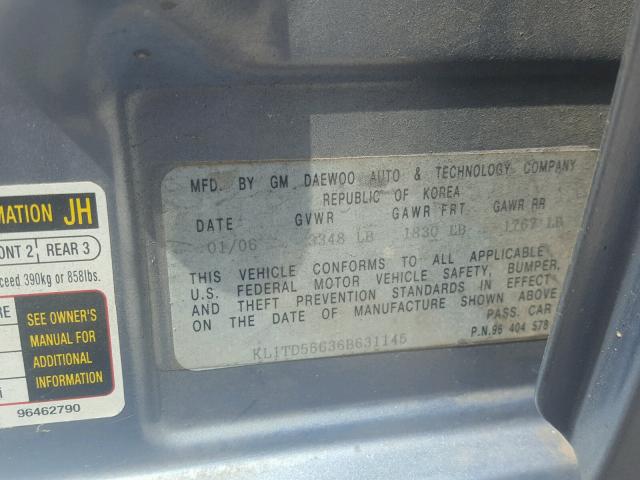 MATION JH
ONT 2 REAR 3
ceed 390kg or 858lbs.
RE
SEE OWNER'S
MANUAL FOR
ADDITIONAL
INFORMATION
96462790
MFD. BY GM DAEWOO AUTO & TECHNOLOGY COMPANY
REPUBLIC OF KOREA
DATE GVWR GAWR FRT GAWR RR
01/06 3348 LB 1830 LB 1767 LB
THIS VEHICLE CONFORMS TO ALL APPLICABLE
U.S. FEDERAL MOTOR VEHICLE SAFETY, BUMPER,
AND THEFT PREVENTION STANDARDS IN EFFECT
ON THE DATE OF MANUFACTURE SHOWN ABOVE
PASS. CAR
P.N.96 404 578
KL1TD56636B631145